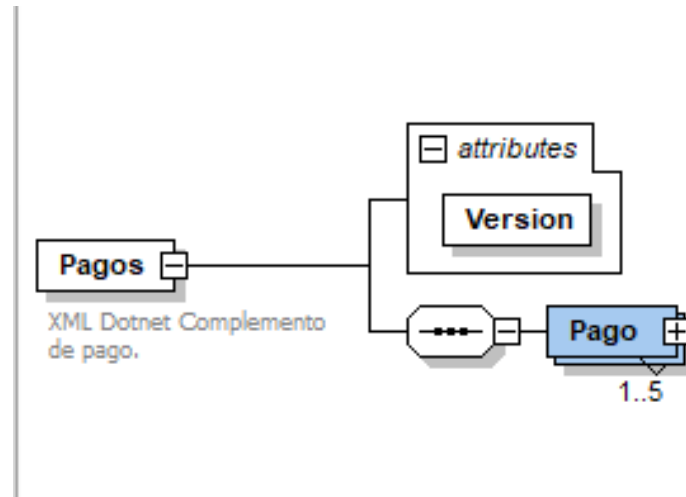 attributes
Version
Pagos
XML Dotnet Complemento
de pago.
Pago
1..5